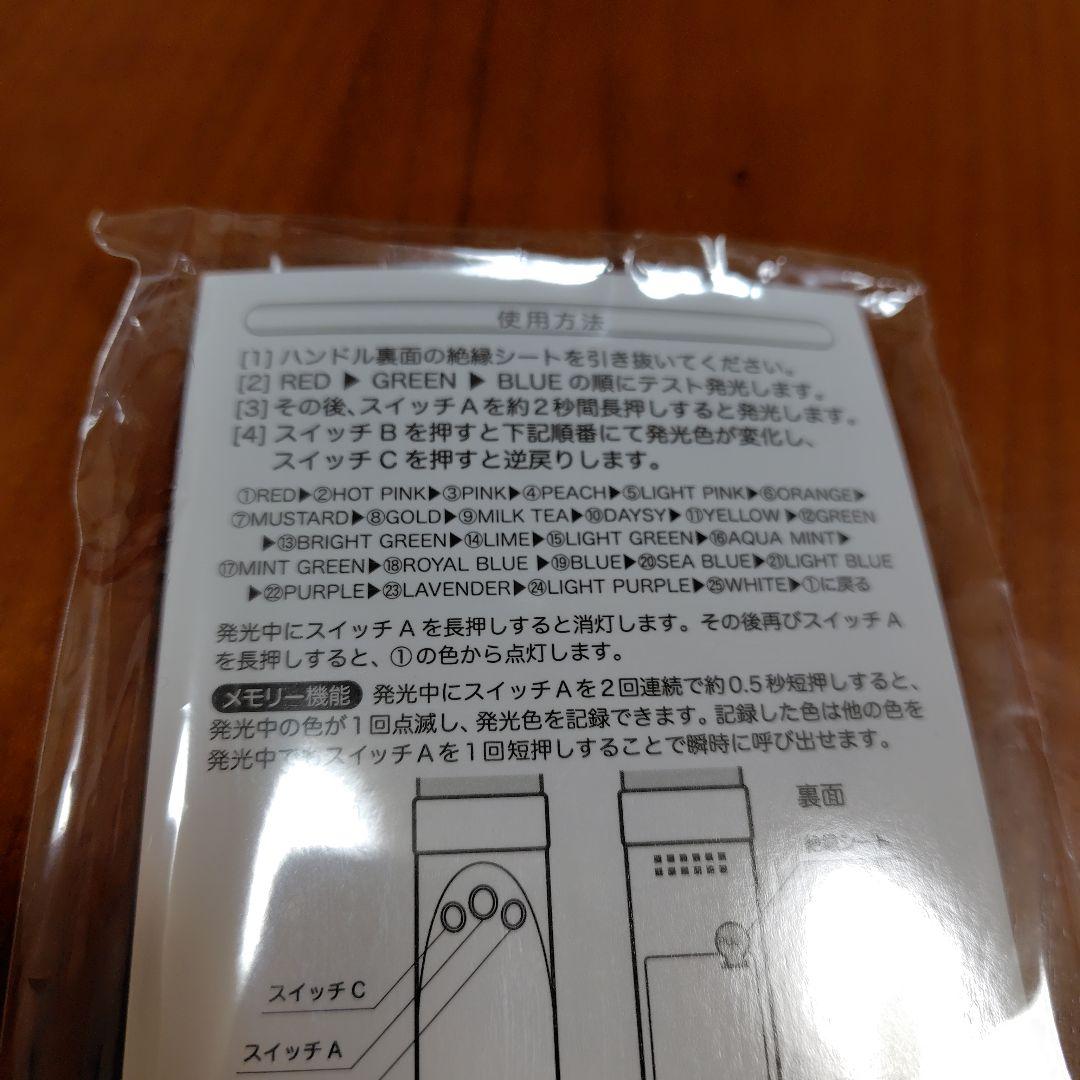 使用方法
[1] ハンドル裏面の絶縁シートを引き抜いてください。
[2] RED ▶ GREEN ▶ BLUE の順にテスト発光します。
[3] その後、スイッチAを約2秒間長押しすると発光します。
[4] スイッチBを押すと下記順番にて発光色が変化し、
スイッチCを押すと逆戻りします。
①RED▶②HOT PINK▶③PINK▶④PEACH▶⑤LIGHT PINK▶⑥ORANGE▶
⑦MUSTARD▶⑧GOLD▶⑨MILK TEA▶⑩DAYSY▶⑪YELLOW ▶⑫GREEN
▶⑬BRIGHT GREEN▶⑭LIME▶⑮LIGHT GREEN▶⑯AQUA MINT▶
⑰MINT GREEN▶⑱ROYAL BLUE ▶⑲BLUE▶⑳SEA BLUE▶㉑LIGHT BLUE
▶㉒PURPLE▶㉓LAVENDER▶㉔LIGHT PURPLE▶㉕WHITE▶①に戻る
発光中にスイッチAを長押しすると消灯します。その後再びスイッチA
を長押しすると、①の色から点灯します。
メモリー機能 発光中にスイッチAを2回連続で約0.5秒短押しすると、
発光中の色が1回点滅し、発光色を記録できます。記録した色は他の色を
発光中でもスイッチAを1回短押しすることで瞬時に呼び出せます。
裏面
絶縁シート
スイッチC
スイッチA